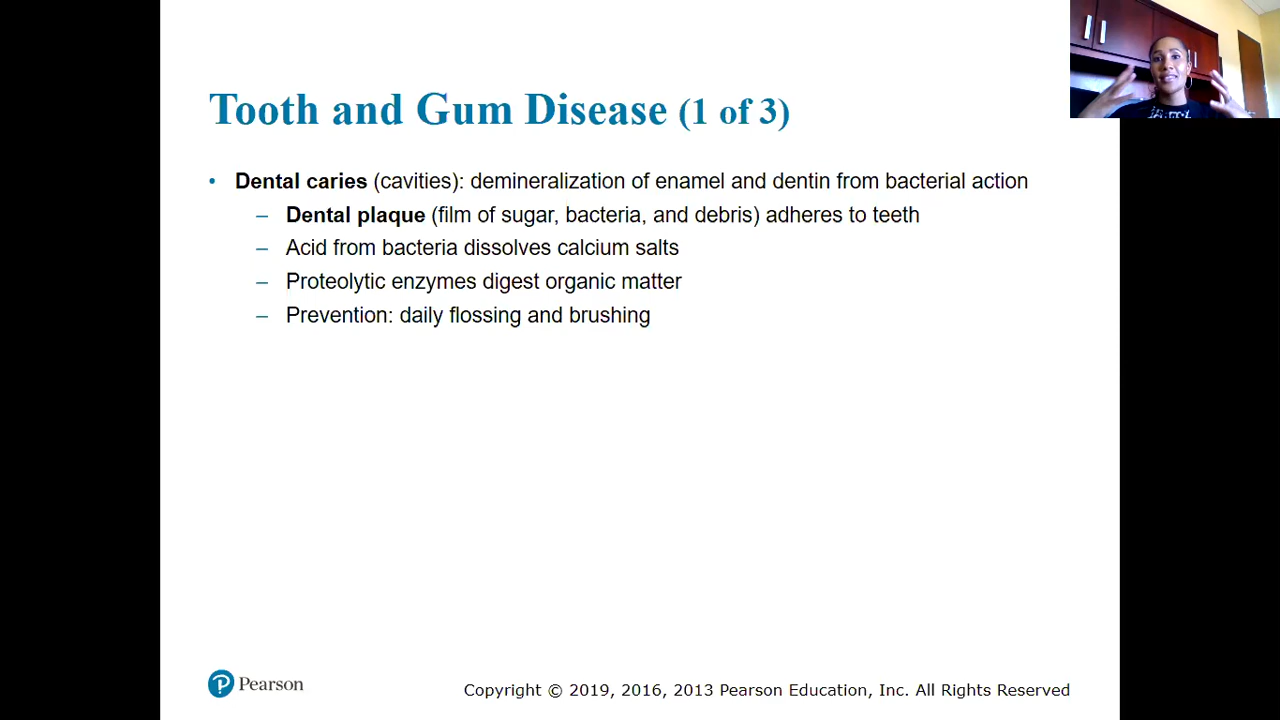 Tooth and Gum Disease (1 of 3)
• Dental caries (cavities): demineralization of enamel and dentin from bacterial action
– Dental plaque (film of sugar, bacteria, and debris) adheres to teeth
– Acid from bacteria dissolves calcium salts
– Proteolytic enzymes digest organic matter
– Prevention: daily flossing and brushing
Pearson
Copyright © 2019, 2016, 2013 Pearson Education, Inc. All Rights Reserved